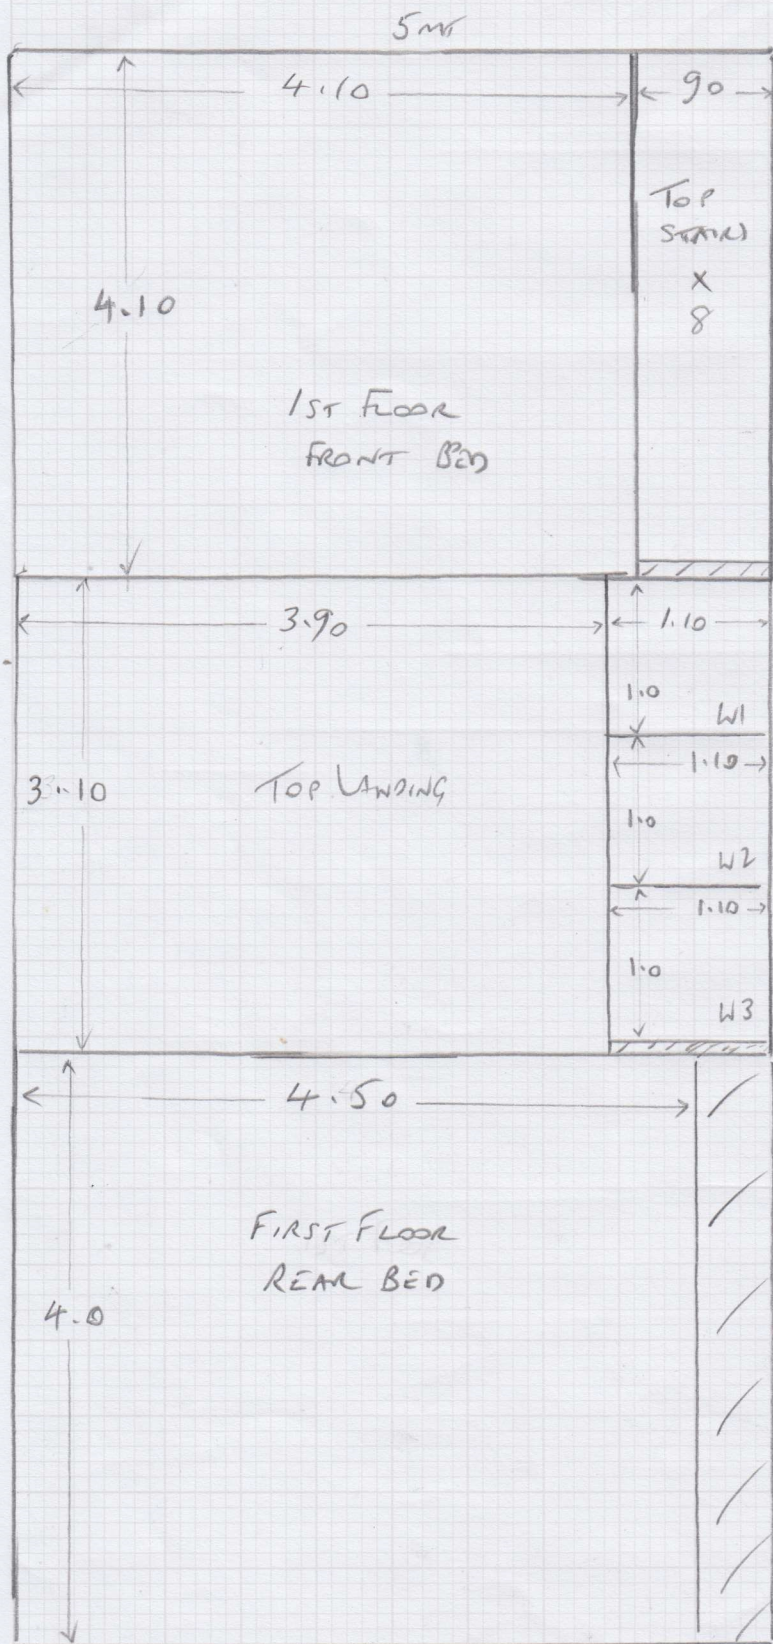 5 mt
4.10
90
TOP
STAIRS
X
8
4.10
1ST FLOOR
FRONT BED
3.90
1.10
1.0
W1
3.10
TOP LANDING
1.10
1.0
W2
1.10
1.0
W3
4.50
FIRST FLOOR
REAR BED
4.0